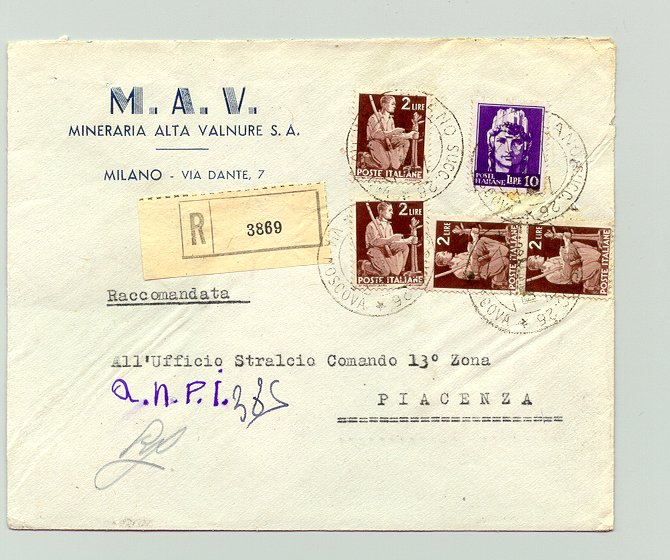 M. A. V.
MINERARIA ALTA VALNURE S. A.
MILANO - VIA DANTE, 7
R 3869
Raccomandata
2 LIRE
POSTE ITALIANE
POSTE ITALIANE
LIRE 10
2 LIRE
POSTE ITALIANE
2 LIRE
POSTE ITALIANE
2 LIRE
POSTE ITALIANE
All'Ufficio Stralcio Comando 13° Zona
a.n.P.i. 385
PIACENZA